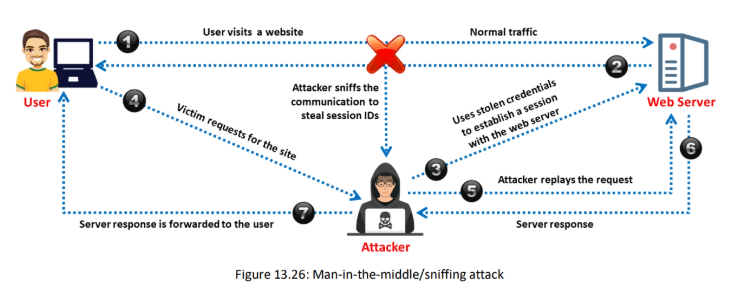 User visits a website
Normal traffic
1
2
User
4
Attacker sniffs the
communication to
steal session IDs
Web Server
Victim requests for the site
Uses stolen credentials
to establish a session
with the web server
3
6
5
Attacker replays the request
7
Server response is forwarded to the user
Server response
Attacker
Figure 13.26: Man-in-the-middle/sniffing attack